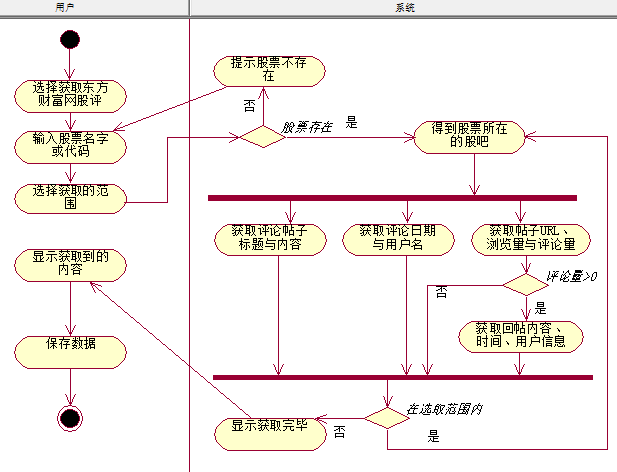 用户
系统
选择获取东方
财富网股评
输入股票名字
或代码
选择获取的范
围
显示获取到的
内容
保存数据
提示股票不存
在
否
股票存在
是
得到股票所在
的股吧
获取评论帖子
标题与内容
获取评论日期
与用户名
获取帖子URL、
浏览量与评论量
评论量>0
否
是
获取回帖内容、
时间、用户信息
在选取范围内
显示获取完毕
否
是